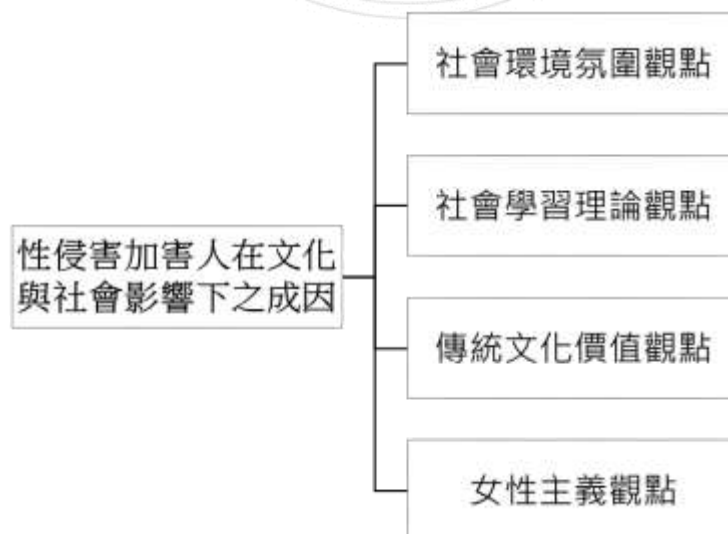 性侵害加害人在文化
與社會影響下之成因
社會環境氛圍觀點
社會學習理論觀點
傳統文化價值觀點
女性主義觀點